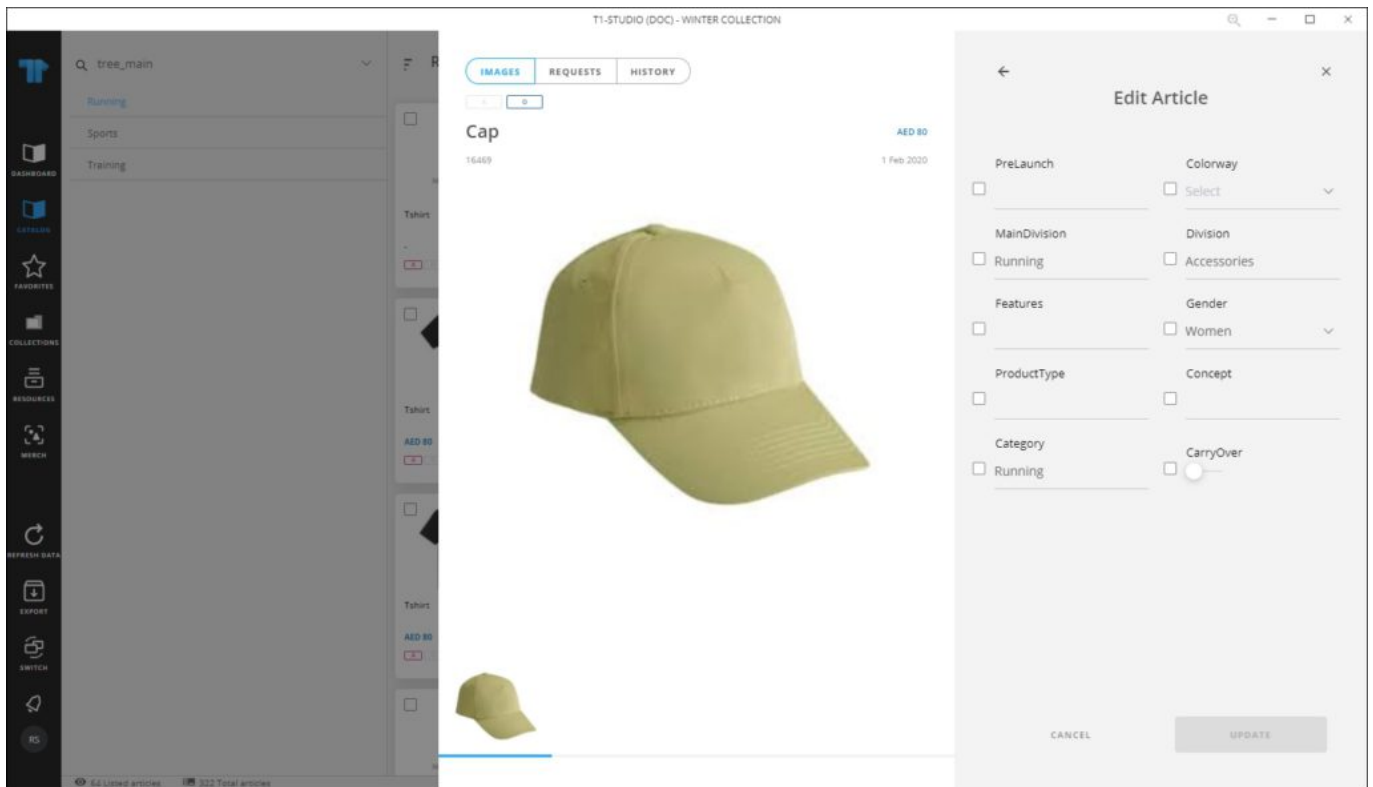 T1-STUDIO (DOC) - WINTER COLLECTION
tree_main
Running
Sports
Training
DASHBOARD
CATALOG
FAVORITES
COLLECTIONS
RESOURCES
MERCH
REFRESH DATA
EXPORT
SWITCH
RS
R
Tshirt
Tshirt
AED 80
Tshirt
AED 80
64 Listed articles
322 Total articles
IMAGES
REQUESTS
HISTORY
Cap
AED 80
16469
1 Feb 2020
Edit Article
PreLaunch
Colorway
Select
MainDivision
Division
Running
Accessories
Features
Gender
Women
ProductType
Concept
Category
CarryOver
Running
CANCEL
UPDATE